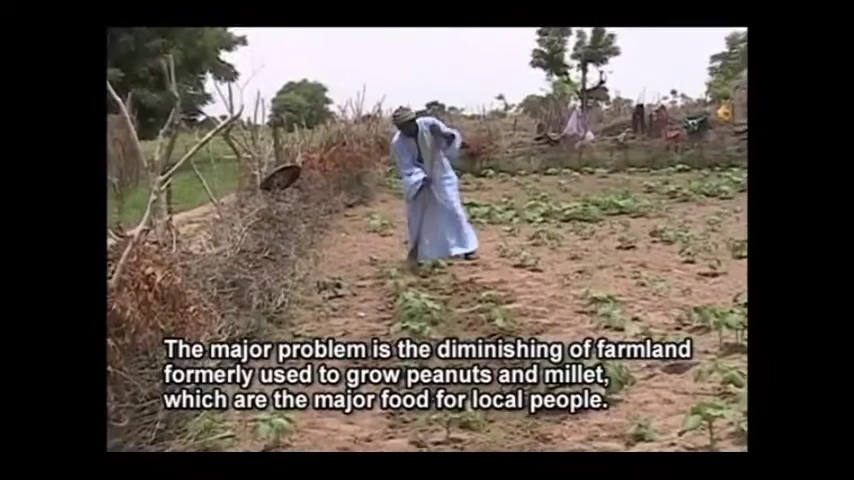 The major problem is the diminishing of farmland
formerly used to grow peanuts and millet,
which are the major food for local people.